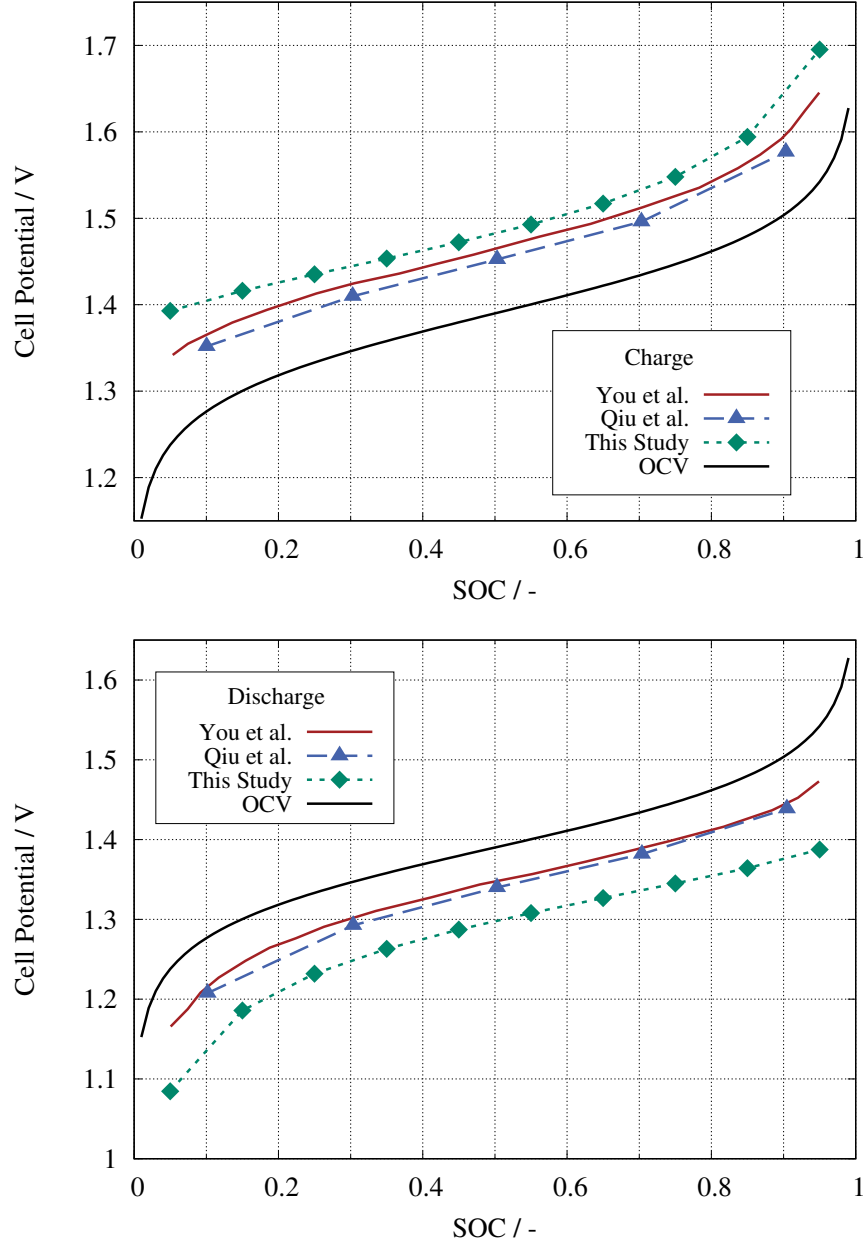 1.7
1.6
1.5
1.4
1.3
1.2
Cell Potential / V
Charge
You et al.
Qiu et al.
This Study
OCV
0 0.2 0.4 0.6 0.8 1
SOC / -
1.6
1.5
1.4
1.3
1.2
1.1
1
Cell Potential / V
Discharge
You et al.
Qiu et al.
This Study
OCV
0 0.2 0.4 0.6 0.8 1
SOC / -